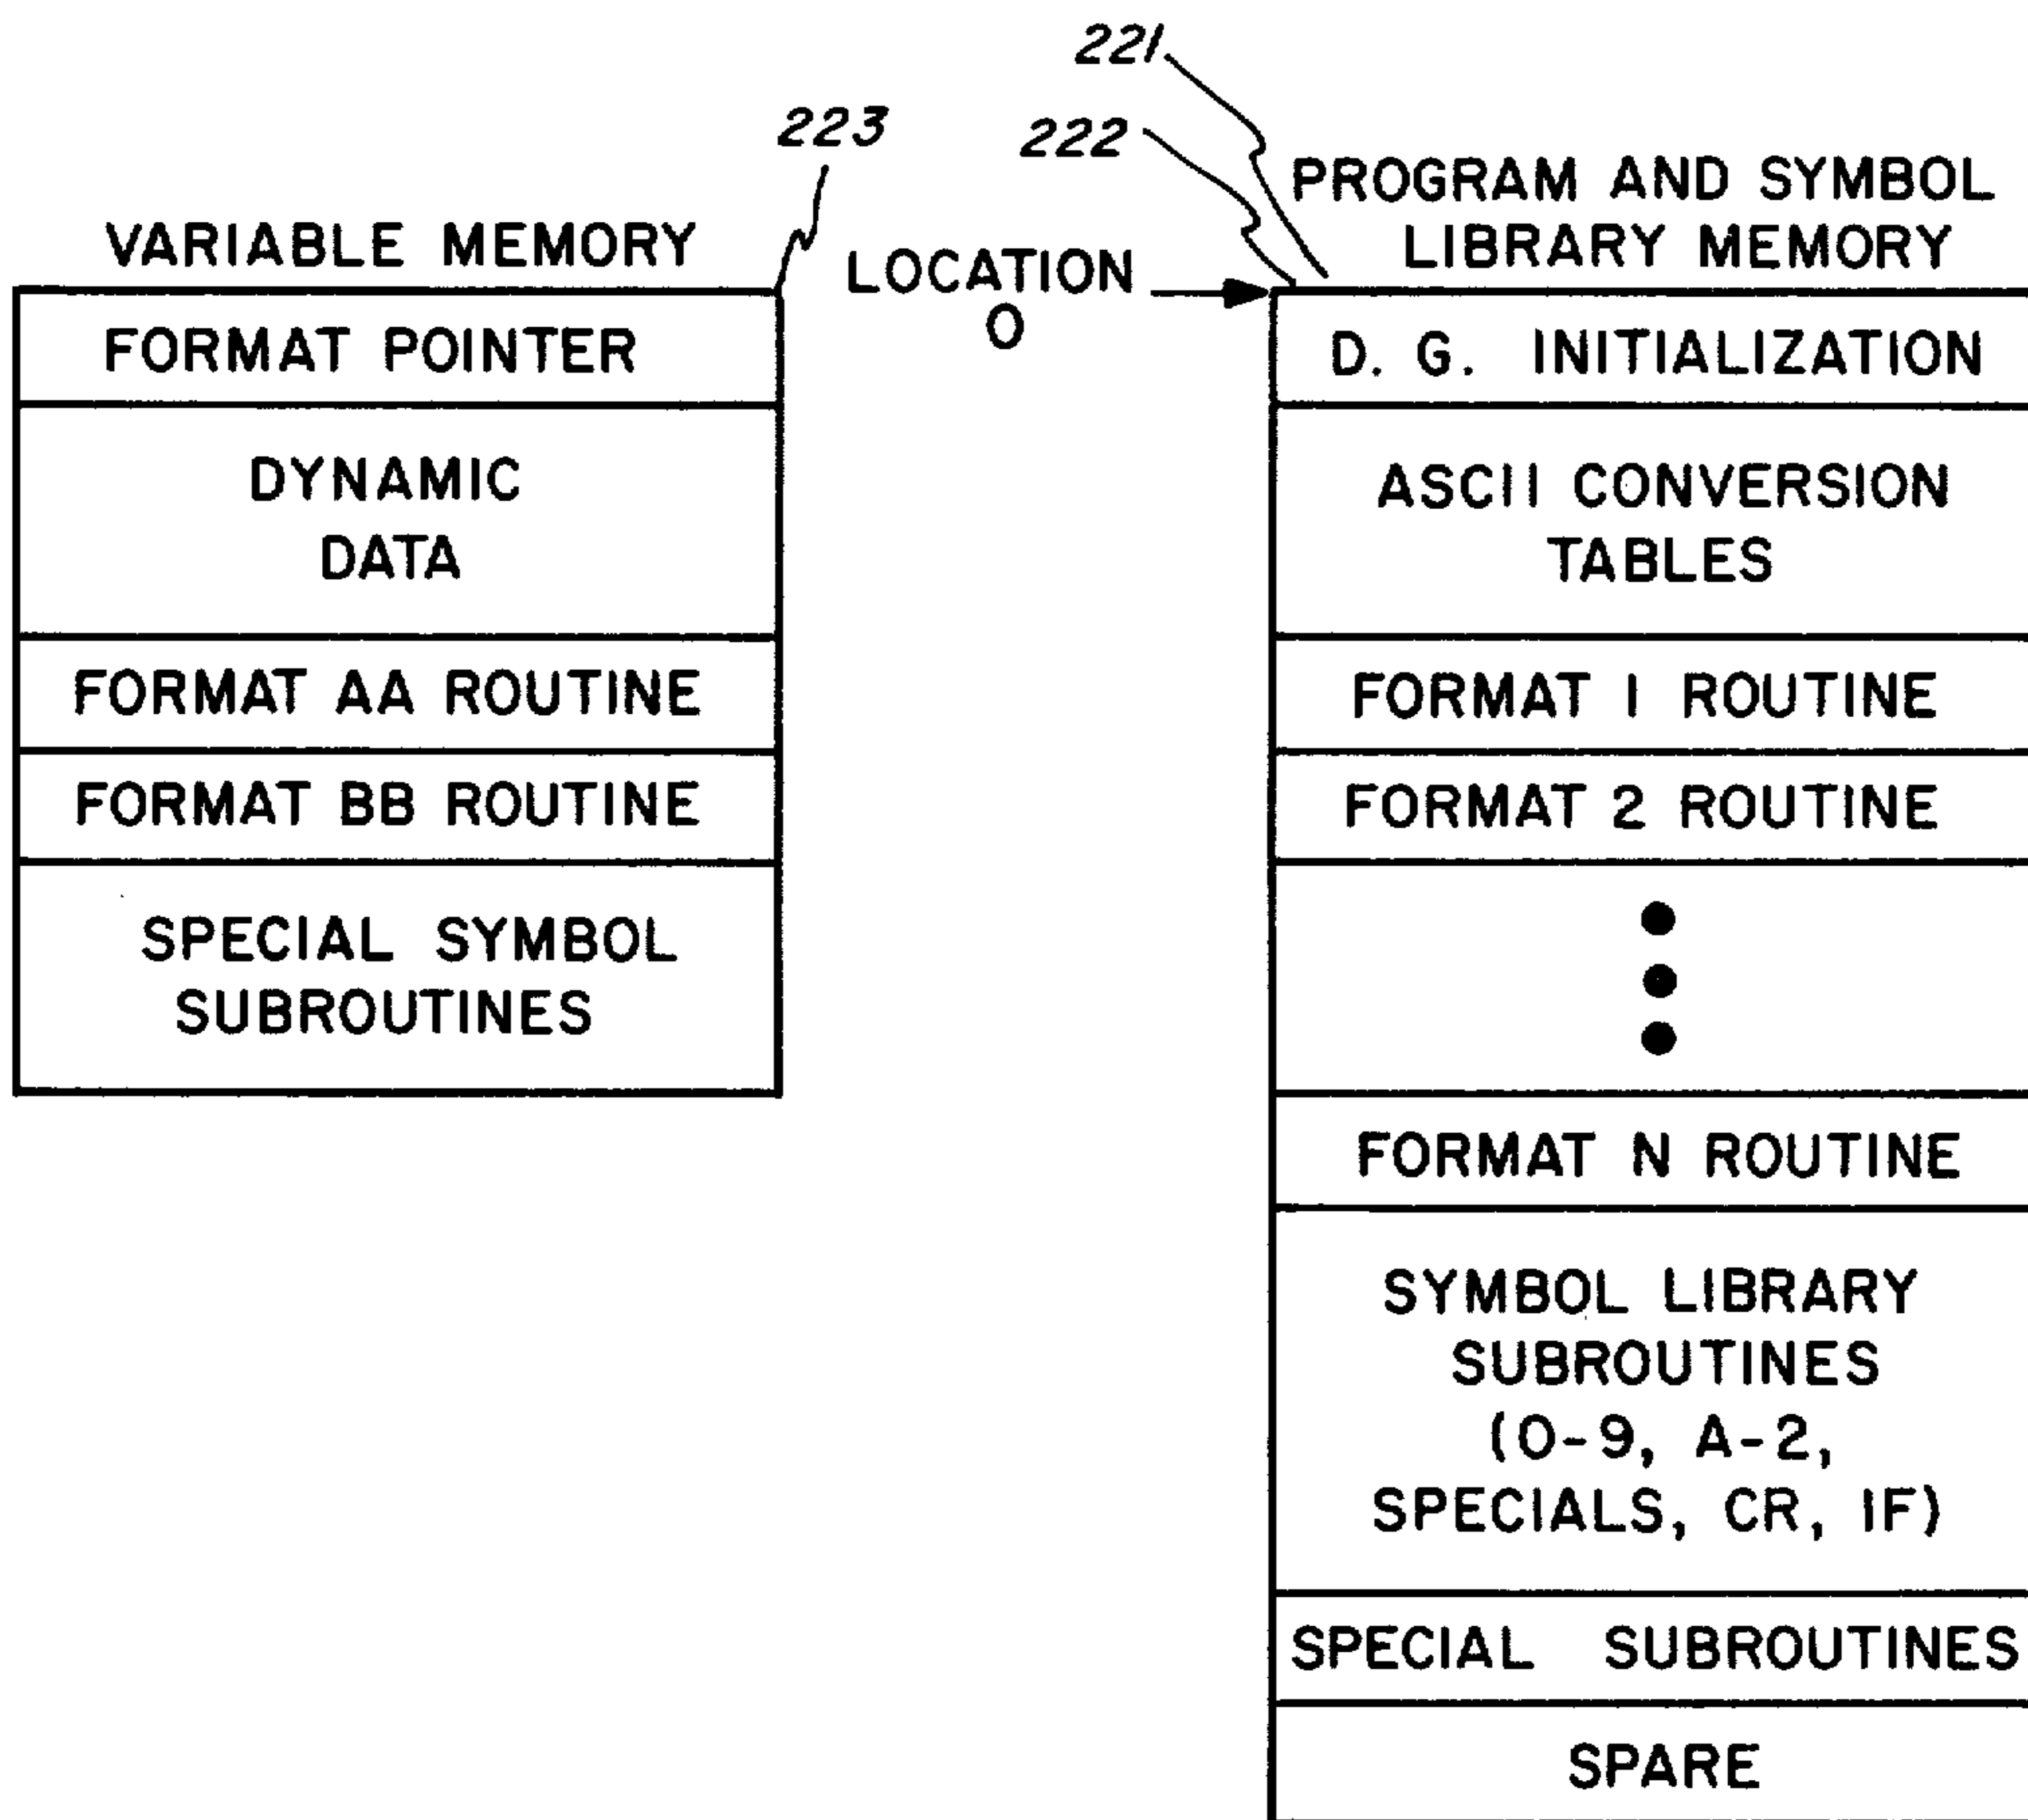 221
223
222
VARIABLE MEMORY
FORMAT POINTER
DYNAMIC
DATA
FORMAT AA ROUTINE
FORMAT BB ROUTINE
SPECIAL SYMBOL
SUBROUTINES
LOCATION
0
PROGRAM AND SYMBOL
LIBRARY MEMORY
D. G. INITIALIZATION
ASCII CONVERSION
TABLES
FORMAT 1 ROUTINE
FORMAT 2 ROUTINE
FORMAT N ROUTINE
SYMBOL LIBRARY
SUBROUTINES
(0-9, A-2,
SPECIALS, CR, IF)
SPECIAL SUBROUTINES
SPARE